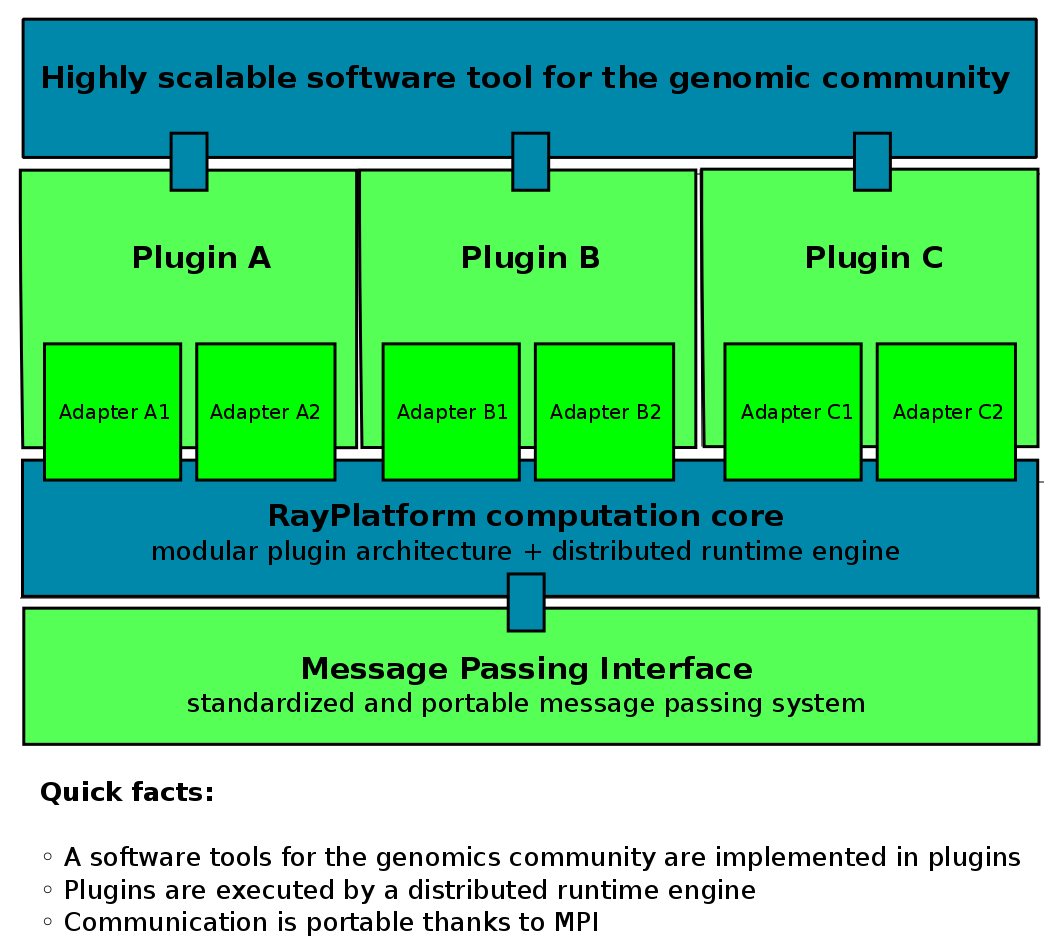 Highly scalable software tool for the genomic community
Plugin A
Plugin B
Plugin C
Adapter A1
Adapter A2
Adapter B1
Adapter B2
Adapter C1
Adapter C2
RayPlatform computation core
modular plugin architecture + distributed runtime engine
Message Passing Interface
standardized and portable message passing system
Quick facts:
◦ A software tools for the genomics community are implemented in plugins
◦ Plugins are executed by a distributed runtime engine
◦ Communication is portable thanks to MPI